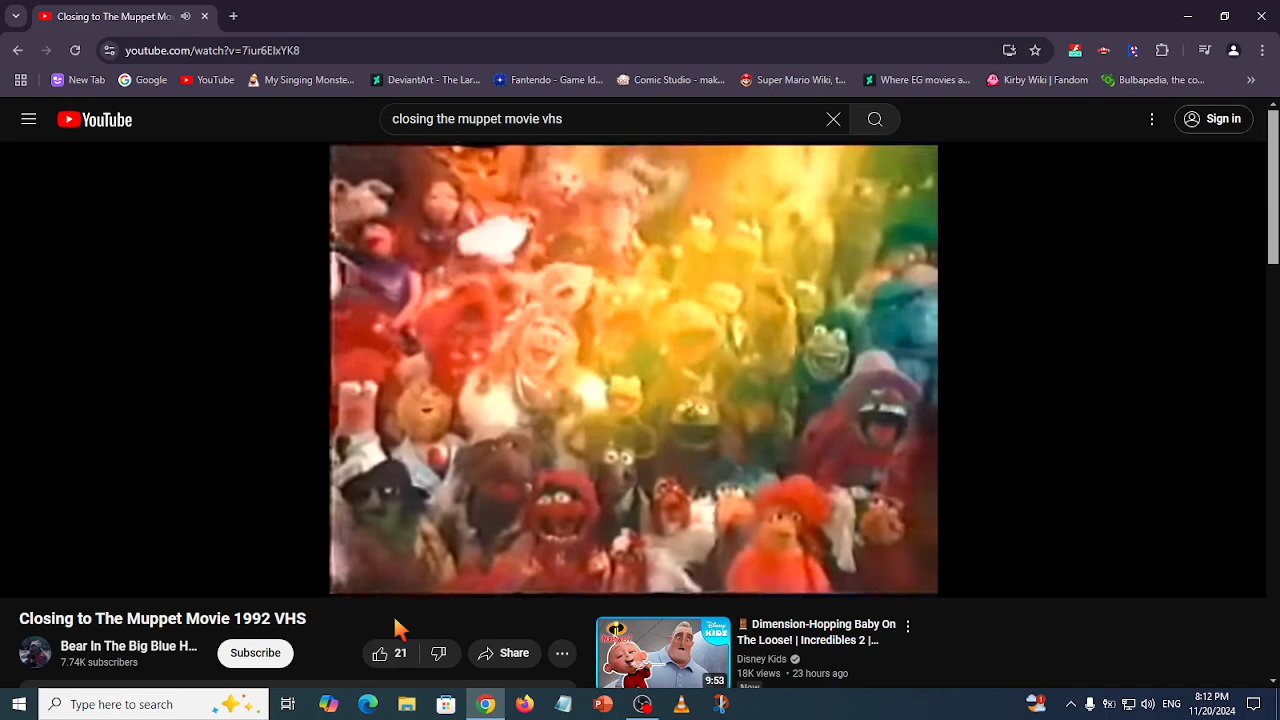 Closing to The Muppet Mov
youtube.com/watch?v=7iur6ElxYK8
New Tab
Google
YouTube
My Singing Monste...
DeviantArt - The Lar...
Fantendo - Game Id...
Comic Studio - mak...
Super Mario Wiki, t...
Where EG movies a...
Kirby Wiki | Fandom
Bulbapedia, the co...
YouTube
closing the muppet movie vhs
Sign in
Closing to The Muppet Movie 1992 VHS
Bear In The Big Blue H...
7.74K subscribers
Subscribe
21
Share
Disney KIDS
9:53
Dimension-Hopping Baby On
The Loose! | Incredibles 2 |...
Disney Kids
18K views • 23 hours ago
Now
Type here to search
ENG
8:12 PM
11/20/2024